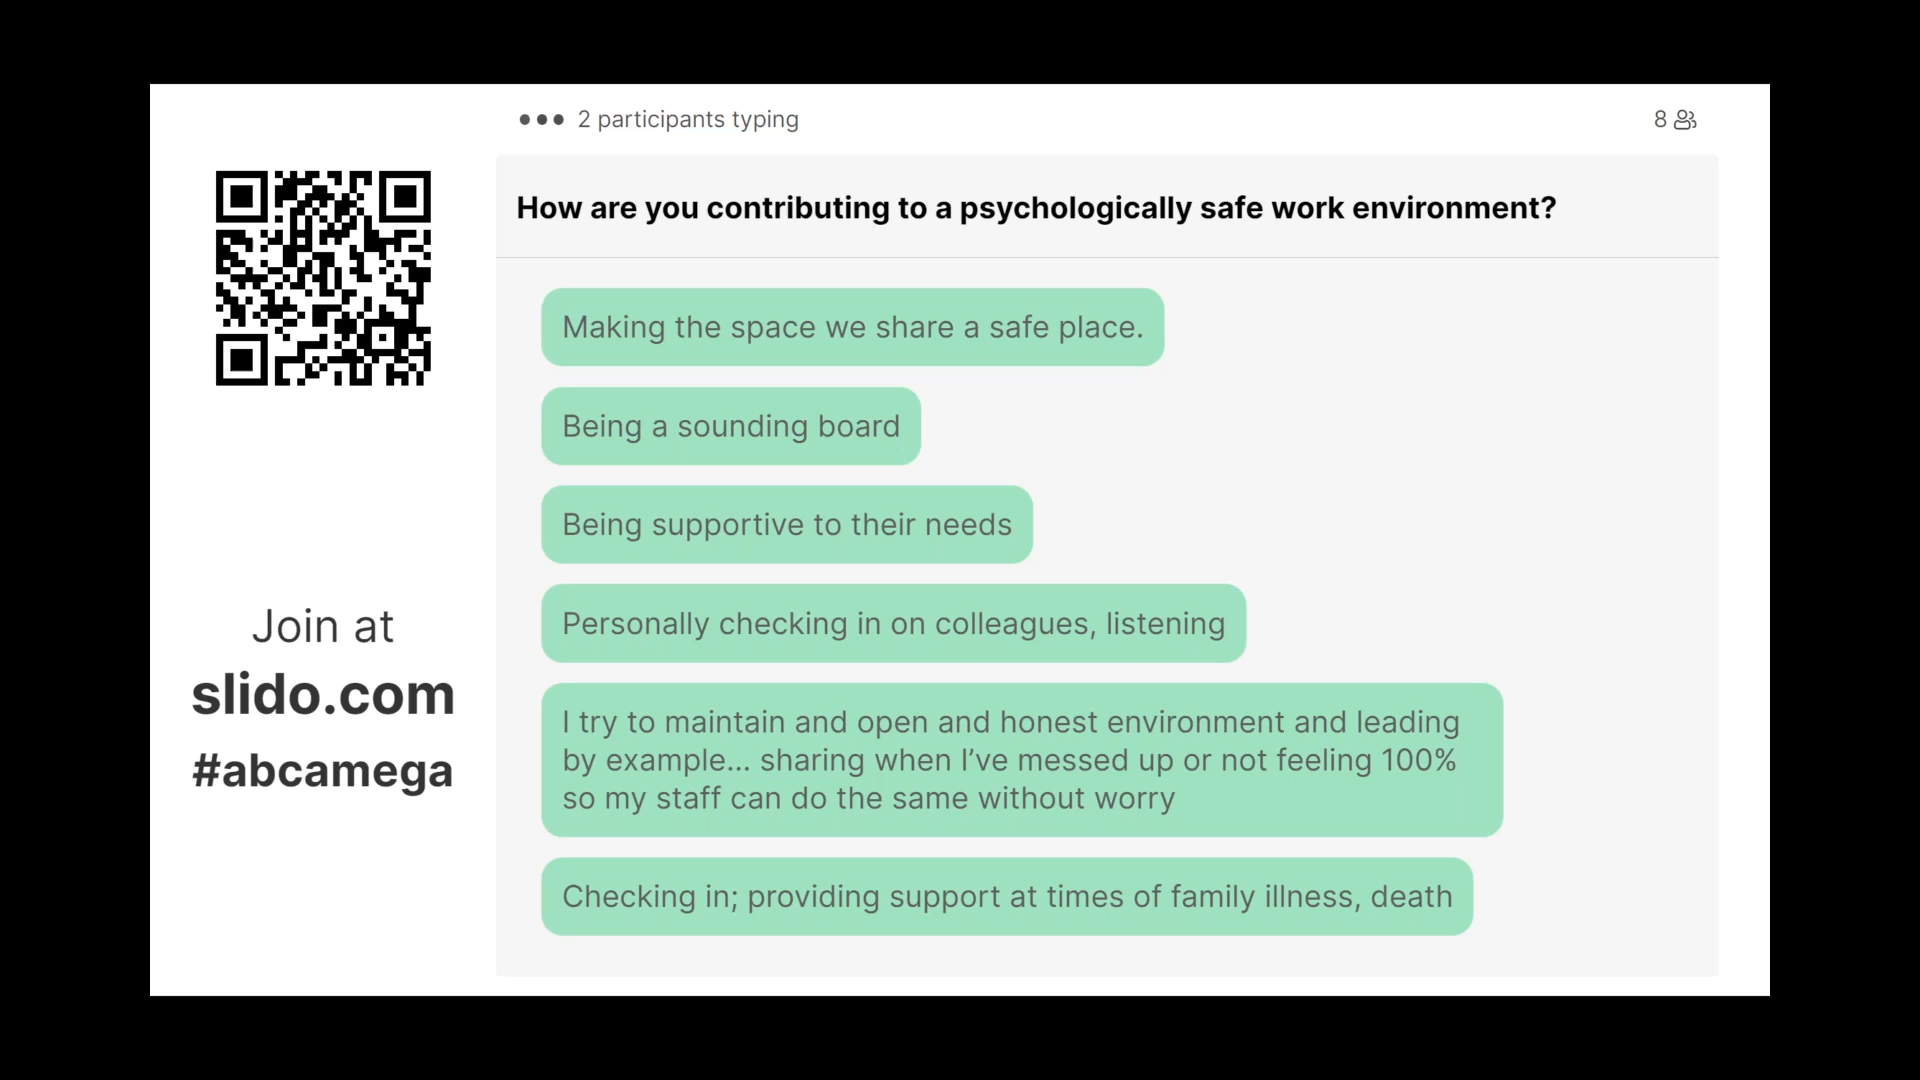 2 participants typing
8
How are you contributing to a psychologically safe work environment?
Making the space we share a safe place.
Being a sounding board
Being supportive to their needs
Personally checking in on colleagues, listening
I try to maintain and open and honest environment and leading
by example... sharing when I’ve messed up or not feeling 100%
so my staff can do the same without worry
Checking in; providing support at times of family illness, death
Join at
slido.com
#abcamega